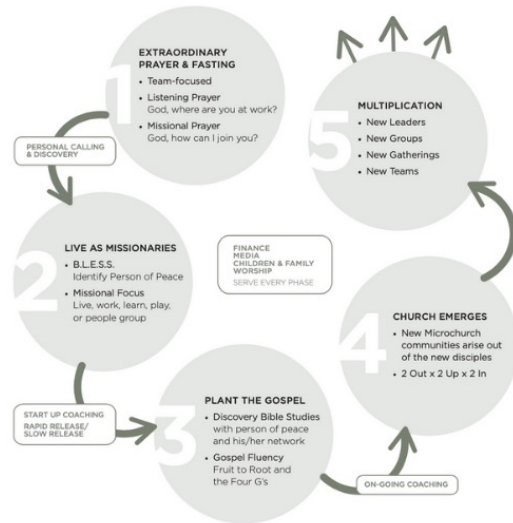 1
EXTRAORDINARY
PRAYER & FASTING
• Team-focused
• Listening Prayer
God, where are you at work?
• Missional Prayer
God, how can I join you?
PERSONAL CALLING
& DISCOVERY
2
LIVE AS MISSIONARIES
• B.L.E.S.S.
Identify Person of Peace
• Missional Focus
Live, work, learn, play,
or people group
START UP COACHING
RAPID RELEASE/
SLOW RELEASE
3
PLANT THE GOSPEL
• Discovery Bible Studies
with person of peace
and his/her network
• Gospel Fluency
Fruit to Root and
the Four G's
ON-GOING COACHING
4
CHURCH EMERGES
• New Microchurch
communities arise out
of the new disciples
• 2 Out x 2 Up x 2 In
5
MULTIPLICATION
• New Leaders
• New Groups
• New Gatherings
• New Teams
FINANCE
MEDIA
CHILDREN & FAMILY
WORSHIP
SERVE EVERY PHASE